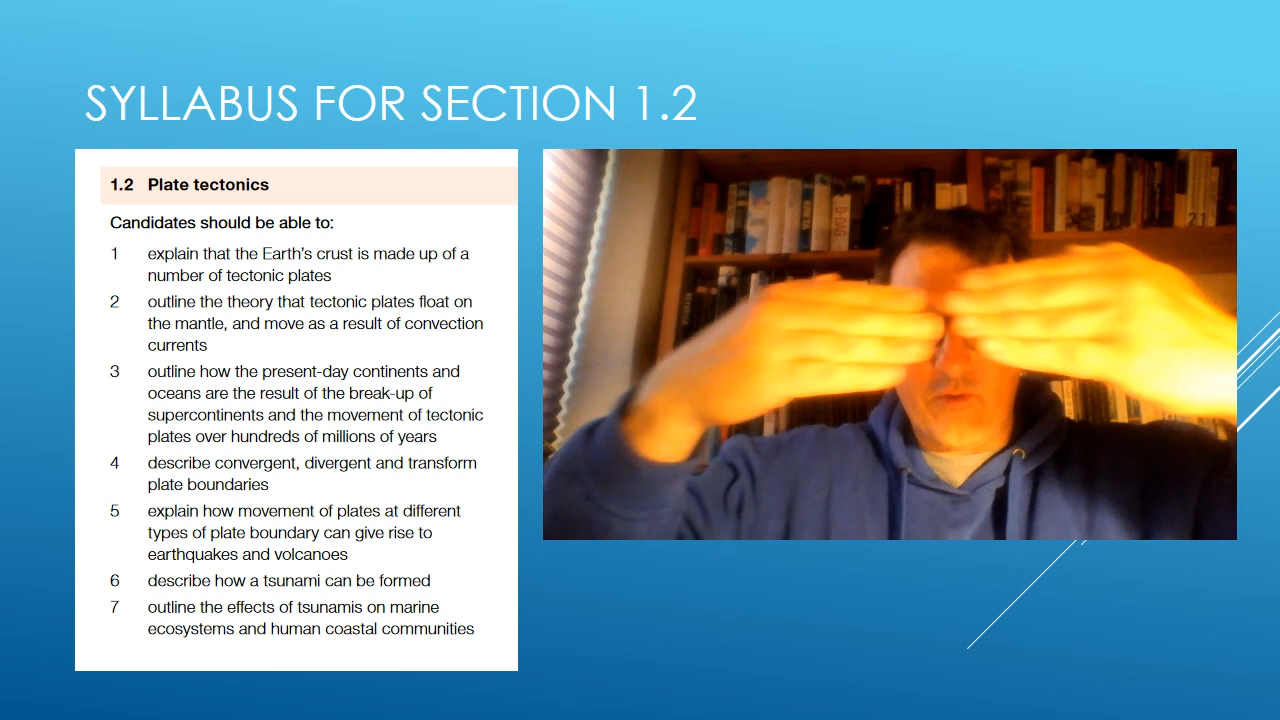 SYLLABUS FOR SECTION 1.2
1.2 Plate tectonics
Candidates should be able to:
1 explain that the Earth's crust is made up of a
number of tectonic plates
2 outline the theory that tectonic plates float on
the mantle, and move as a result of convection
currents
3 outline how the present-day continents and
oceans are the result of the break-up of
supercontinents and the movement of tectonic
plates over hundreds of millions of years
4 describe convergent, divergent and transform
plate boundaries
5 explain how movement of plates at different
types of plate boundary can give rise to
earthquakes and volcanoes
6 describe how a tsunami can be formed
7 outline the effects of tsunamis on marine
ecosystems and human coastal communities
D-DAY
21